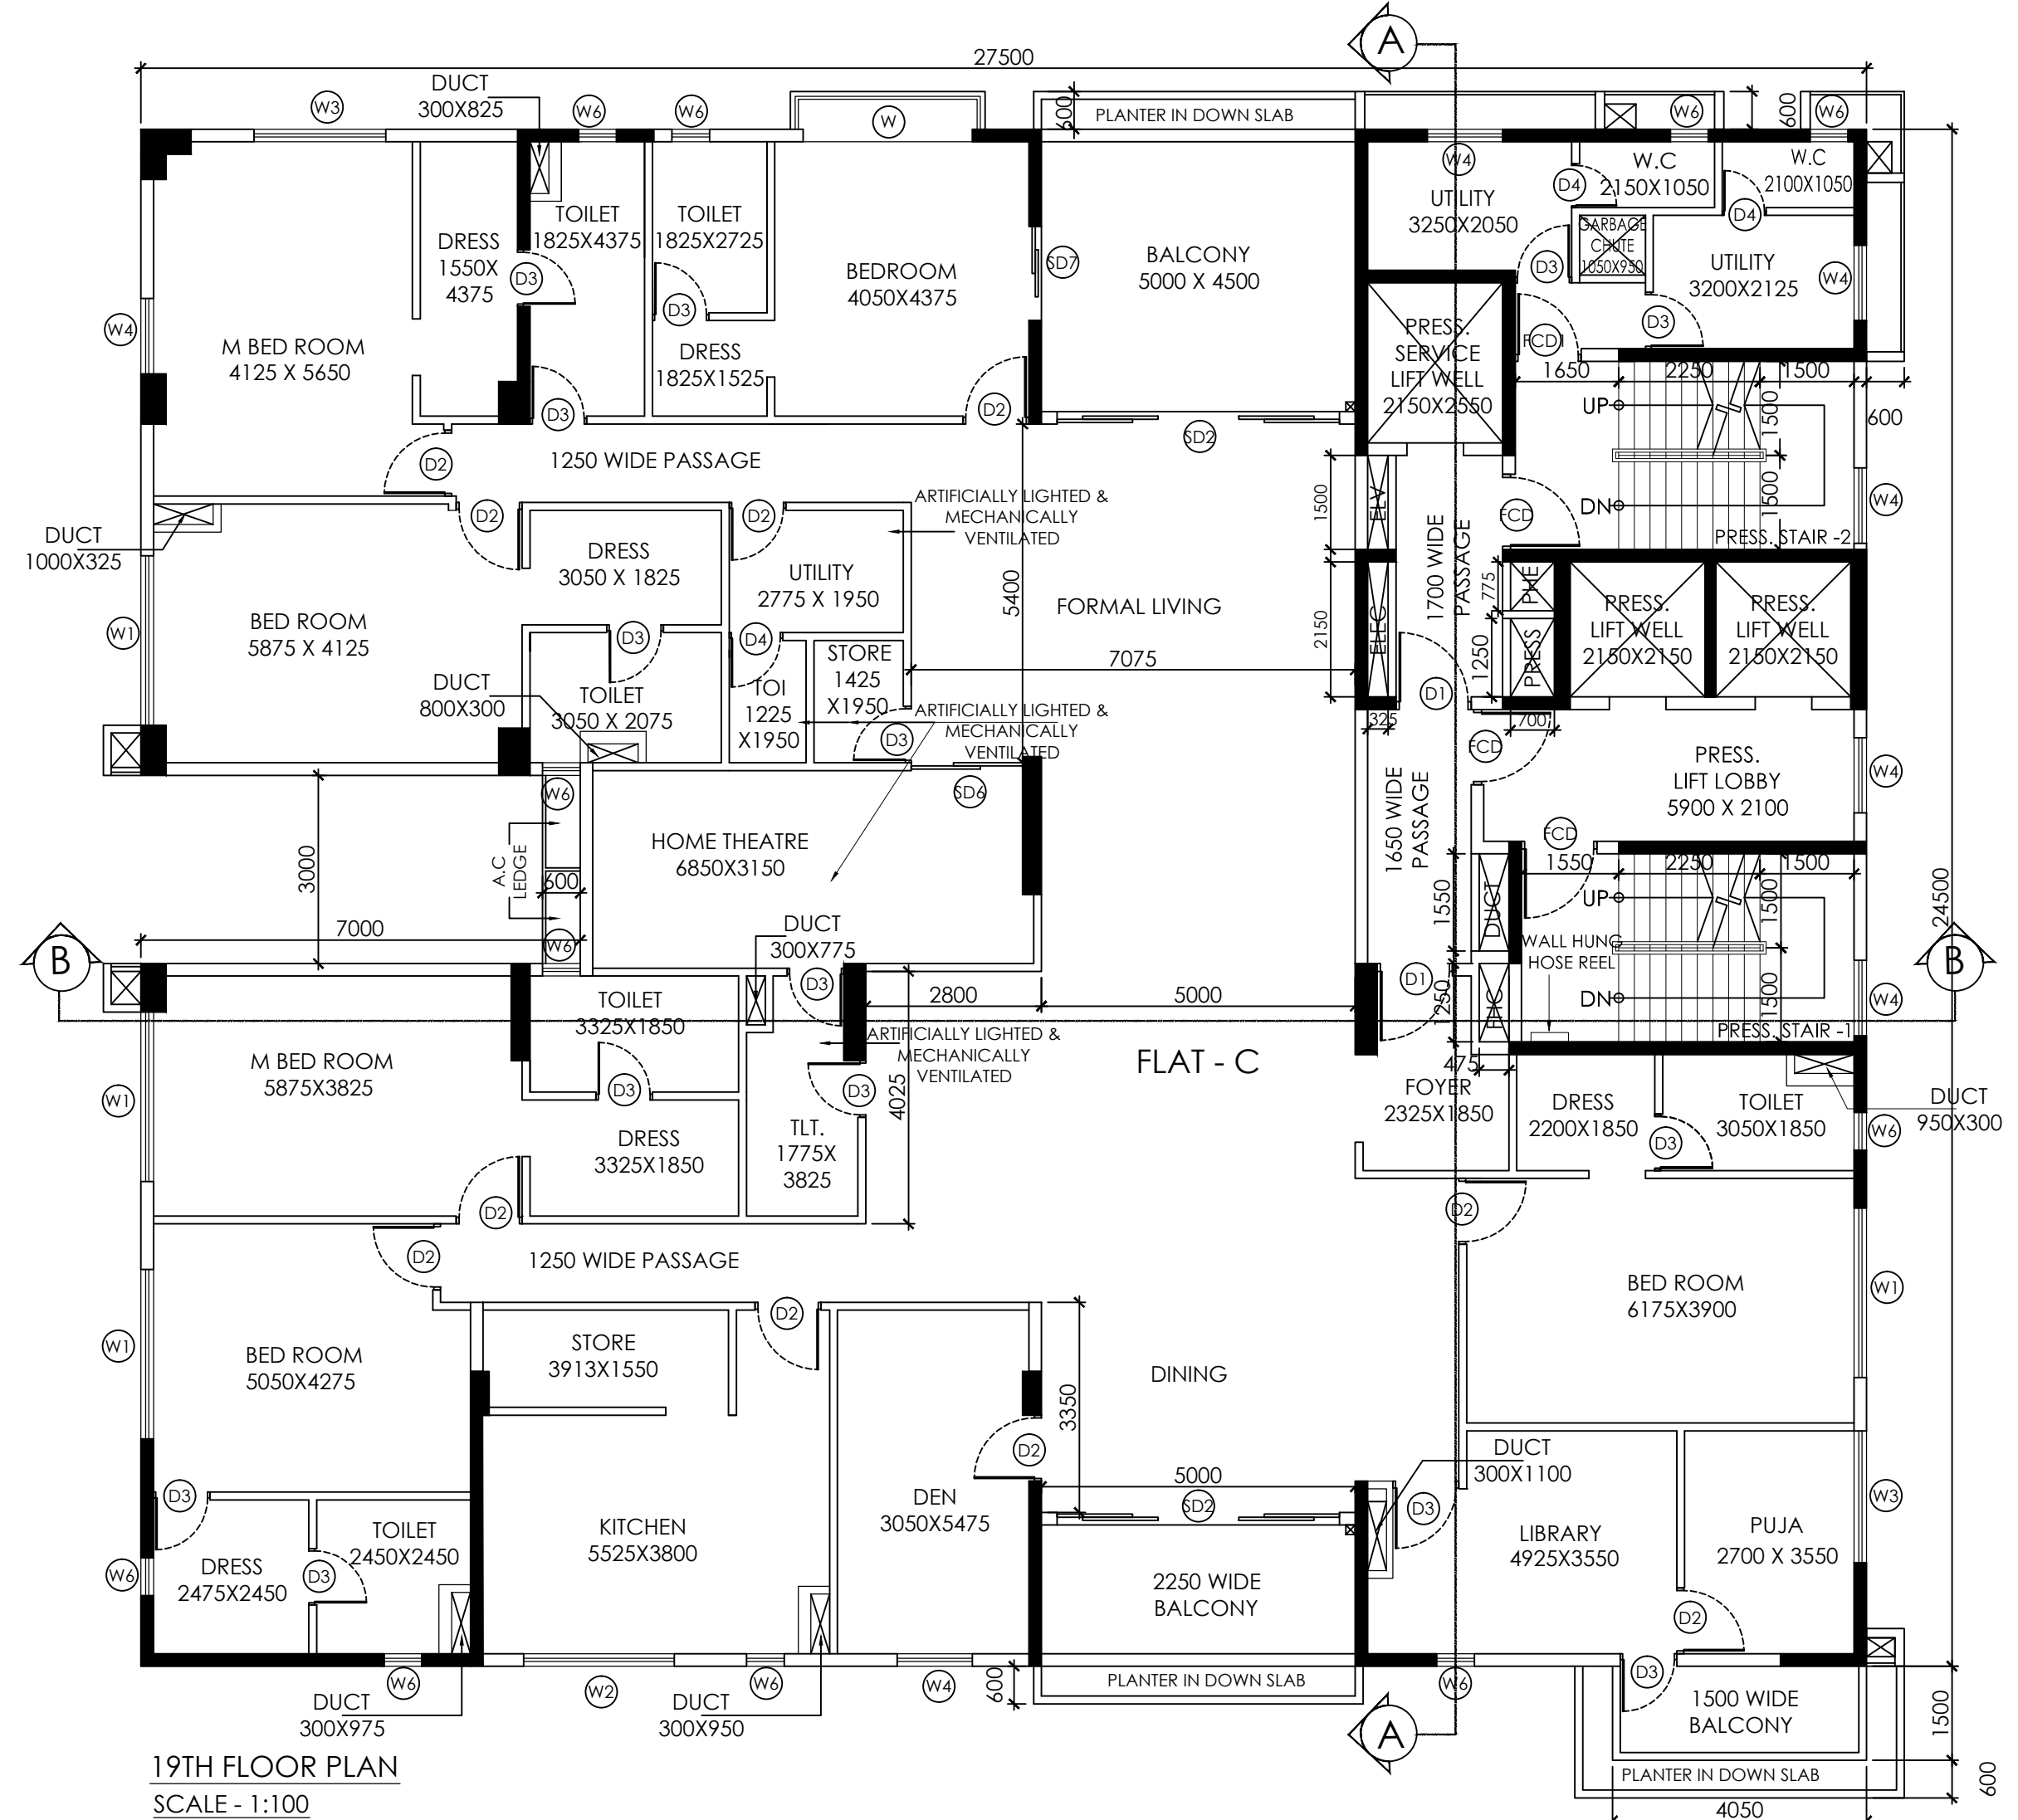 A
27500
DUCT
300X825
W3
W6
W6
W
600
PLANTER IN DOWN SLAB
W6
600
W6
W4
W.C
2150X1050
W.C
2100X1050
D4
D4
UTILITY
3250X2050
GARBAGE
CHUTE
1050X950
TOILET
1825X4375
TOILET
1825X2725
DRESS
1550X
4375
D3
D3
BEDROOM
4050X4375
SD7
BALCONY
5000 X 4500
D3
UTILITY
3200X2125
W4
D3
FCD1
W4
M BED ROOM
4125 X 5650
DRESS
1825X1525
PRESS.
SERVICE
LIFT WELL
2150X2550
1650
2250
1500
UP
1500
600
D3
D2
SD2
D2
1250 WIDE PASSAGE
ARTIFICIALLY LIGHTED &
MECHANICALLY
VENTILATED
1500
ELV
FCD
DN
1500
W4
PRESS. STAIR -2
D2
D2
DUCT
1000X325
DRESS
3050 X 1825
UTILITY
2775 X 1950
5400
FORMAL LIVING
1700 WIDE
PASSAGE
775
PHE
PRESS.
LIFT WELL
2150X2150
PRESS.
LIFT WELL
2150X2150
W1
BED ROOM
5875 X 4125
D3
D4
STORE
1425
X1950
7075
2150
ELEC
1250
PRESS
DUCT
800X300
TOILET
3050 X 2075
TOI
1225
X1950
ARTIFICIALLY LIGHTED &
MECHANICALLY
VENTILATED
D3
D1
325
700
FCD
PRESS.
LIFT LOBBY
5900 X 2100
W4
W6
SD6
3000
A.C
LEDGE
600
HOME THEATRE
6850X3150
1650 WIDE
PASSAGE
FCD
1550
2250
1500
7000
W6
DUCT
300X775
1550
DUCT
UP
1500
24500
WALL HUNG
HOSE REEL
B
B
D3
2800
5000
D1
1250
FHC
DN
1500
W4
PRESS. STAIR -1
TOILET
3325X1850
ARTIFICIALLY LIGHTED &
MECHANICALLY
VENTILATED
FLAT - C
475
M BED ROOM
5875X3825
W1
D3
D3
4025
FOYER
2325X1850
DRESS
2200X1850
TOILET
3050X1850
D3
W6
DUCT
950X300
DRESS
3325X1850
TLT.
1775X
3825
D2
D2
D2
1250 WIDE PASSAGE
BED ROOM
6175X3900
W1
D2
W1
BED ROOM
5050X4275
STORE
3913X1550
DINING
3350
D2
DUCT
300X1100
5000
SD2
D3
D3
DEN
3050X5475
W3
TOILET
2450X2450
KITCHEN
5525X3800
LIBRARY
4925X3550
PUJA
2700 X 3550
W6
DRESS
2475X2450
D3
2250 WIDE
BALCONY
D2
W6
W2
W6
W4
600
PLANTER IN DOWN SLAB
W6
D3
1500 WIDE
BALCONY
1500
DUCT
300X975
DUCT
300X950
A
PLANTER IN DOWN SLAB
600
4050
19TH FLOOR PLAN
SCALE - 1:100